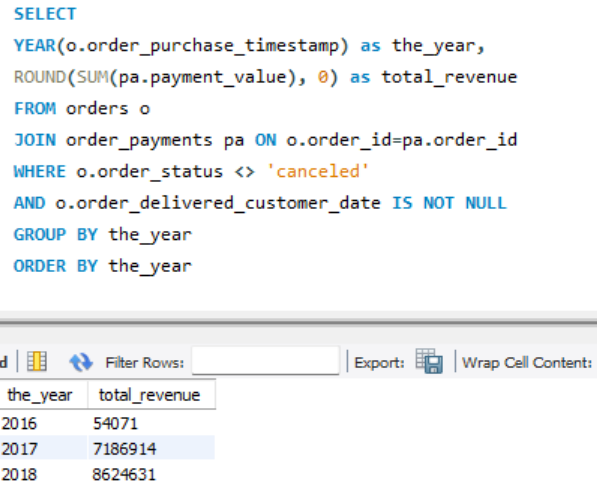 SELECT
YEAR(o.order_purchase_timestamp) as the_year,
ROUND(SUM(pa.payment_value), 0) as total_revenue
FROM orders o
JOIN order_payments pa ON o.order_id=pa.order_id
WHERE o.order_status <> 'canceled'
AND o.order_delivered_customer_date IS NOT NULL
GROUP BY the_year
ORDER BY the_year
d Filter Rows: Export: Wrap Cell Content:
the_year total_revenue
2016 54071
2017 7186914
2018 8624631